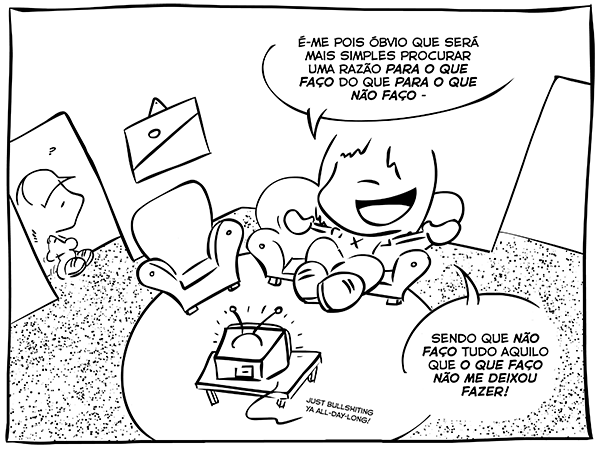 É-ME POIS ÓBVIO QUE SERÁ
MAIS SIMPLES PROCURAR
UMA RAZÃO PARA O QUE
FAÇO DO QUE PARA O QUE
NÃO FAÇO -
?
SENDO QUE NÃO
FAÇO TUDO AQUILO
QUE O QUE FAÇO
NÃO ME DEIXOU
FAZER!
JUST BULLSHITING
YA ALL-DAY-LONG!